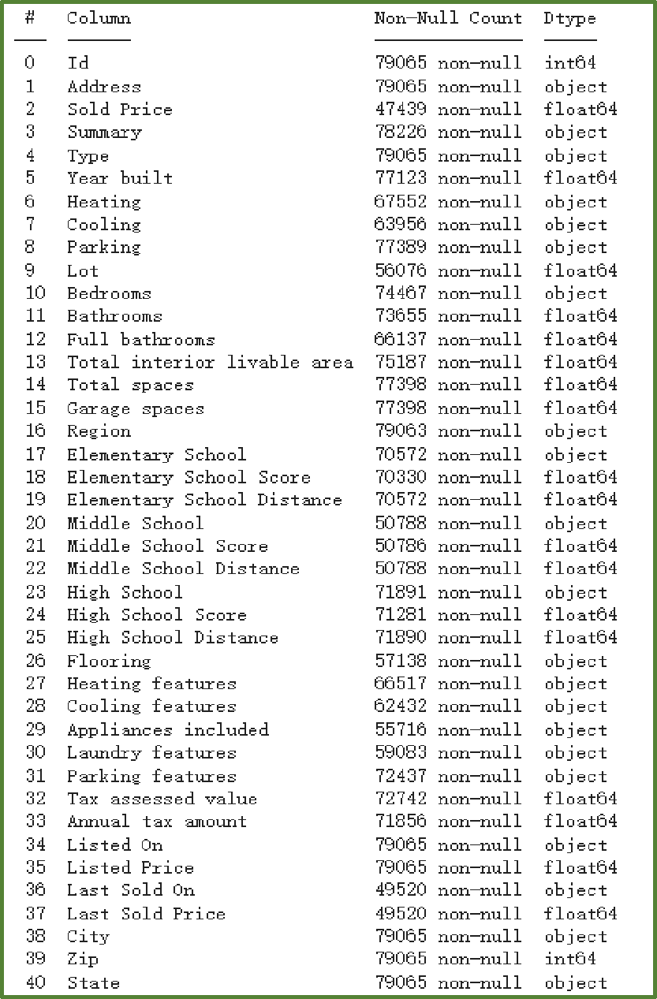 # Column Non-Null Count Dtype
0 Id 79065 non-null int64
1 Address 79065 non-null object
2 Sold Price 47439 non-null float64
3 Summary 78226 non-null object
4 Type 79065 non-null object
5 Year built 77123 non-null float64
6 Heating 67552 non-null object
7 Cooling 63956 non-null object
8 Parking 77389 non-null object
9 Lot 56076 non-null float64
10 Bedrooms 74467 non-null object
11 Bathrooms 73655 non-null float64
12 Full bathrooms 66137 non-null float64
13 Total interior livable area 75187 non-null float64
14 Total spaces 77398 non-null float64
15 Garage spaces 77398 non-null float64
16 Region 79063 non-null object
17 Elementary School 70572 non-null object
18 Elementary School Score 70330 non-null float64
19 Elementary School Distance 70572 non-null float64
20 Middle School 50788 non-null object
21 Middle School Score 50786 non-null float64
22 Middle School Distance 50788 non-null float64
23 High School 71891 non-null object
24 High School Score 71281 non-null float64
25 High School Distance 71890 non-null float64
26 Flooring 57138 non-null object
27 Heating features 66517 non-null object
28 Cooling features 62432 non-null object
29 Appliances included 55716 non-null object
30 Laundry features 59083 non-null object
31 Parking features 72437 non-null object
32 Tax assessed value 72742 non-null float64
33 Annual tax amount 71856 non-null float64
34 Listed On 79065 non-null object
35 Listed Price 79065 non-null float64
36 Last Sold On 49520 non-null object
37 Last Sold Price 49520 non-null float64
38 City 79065 non-null object
39 Zip 79065 non-null int64
40 State 79065 non-null object